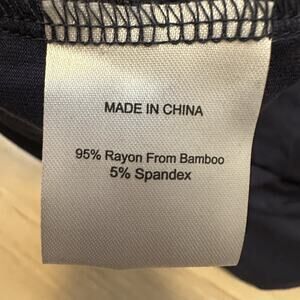 MADE IN CHINA
95% Rayon From Bamboo
5% Spandex